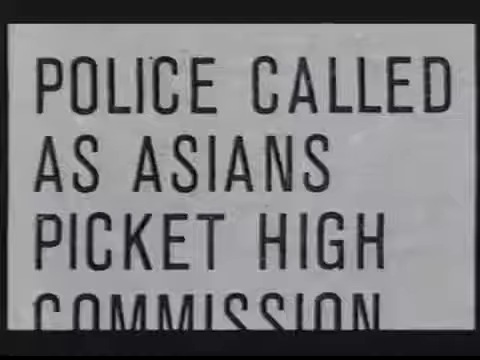 POLICE CALLED
AS ASIANS
PICKET HIGH
COMMISSION